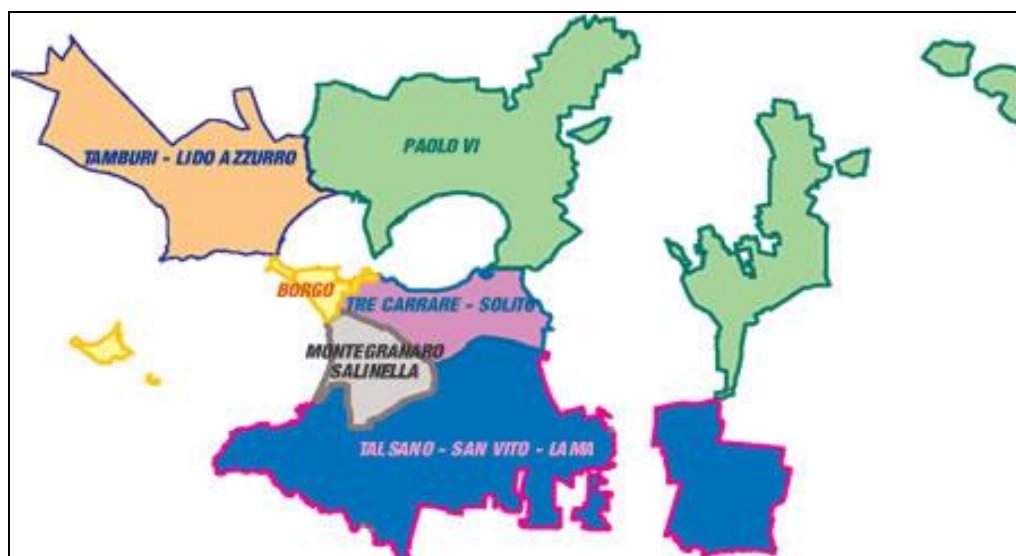 PAOLO VI
TAMBURI - LIDO AZZURRO
BORGO
TRE CARRARE - SOLITO
MONTEGRANARO
SALINELLA
TALSANO - SAN VITO - LAMA